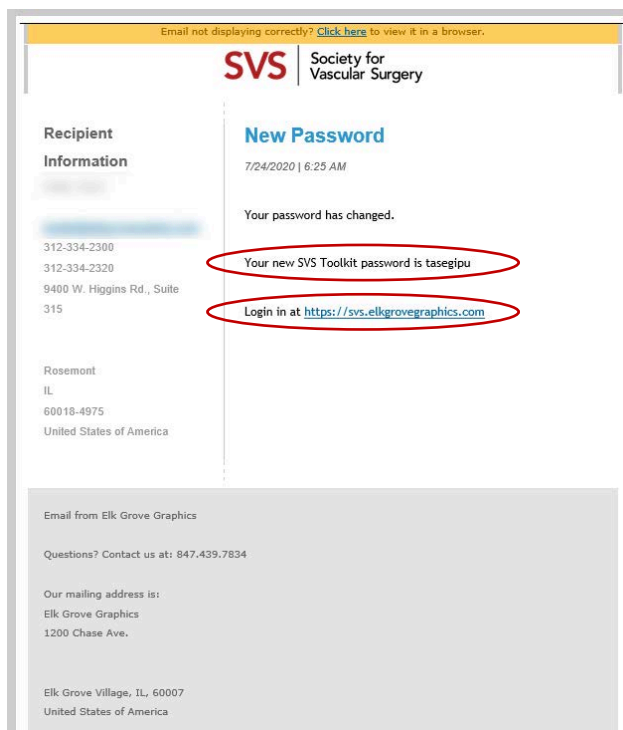 Email not displaying correctly? Click here to view it in a browser.
SVS Society for
Vascular Surgery
Recipient
Information
312-334-2300
312-334-2320
9400 W. Higgins Rd., Suite
315
Rosemont
IL
60018-4975
United States of America
New Password
7/24/2020 | 6:25 AM
Your password has changed.
Your new SVS Toolkit password is tasegipu
Login in at https://svs.elkgrovegraphics.com
Email from Elk Grove Graphics
Questions? Contact us at: 847.439.7834
Our mailing address is:
Elk Grove Graphics
1200 Chase Ave.
Elk Grove Village, IL, 60007
United States of America